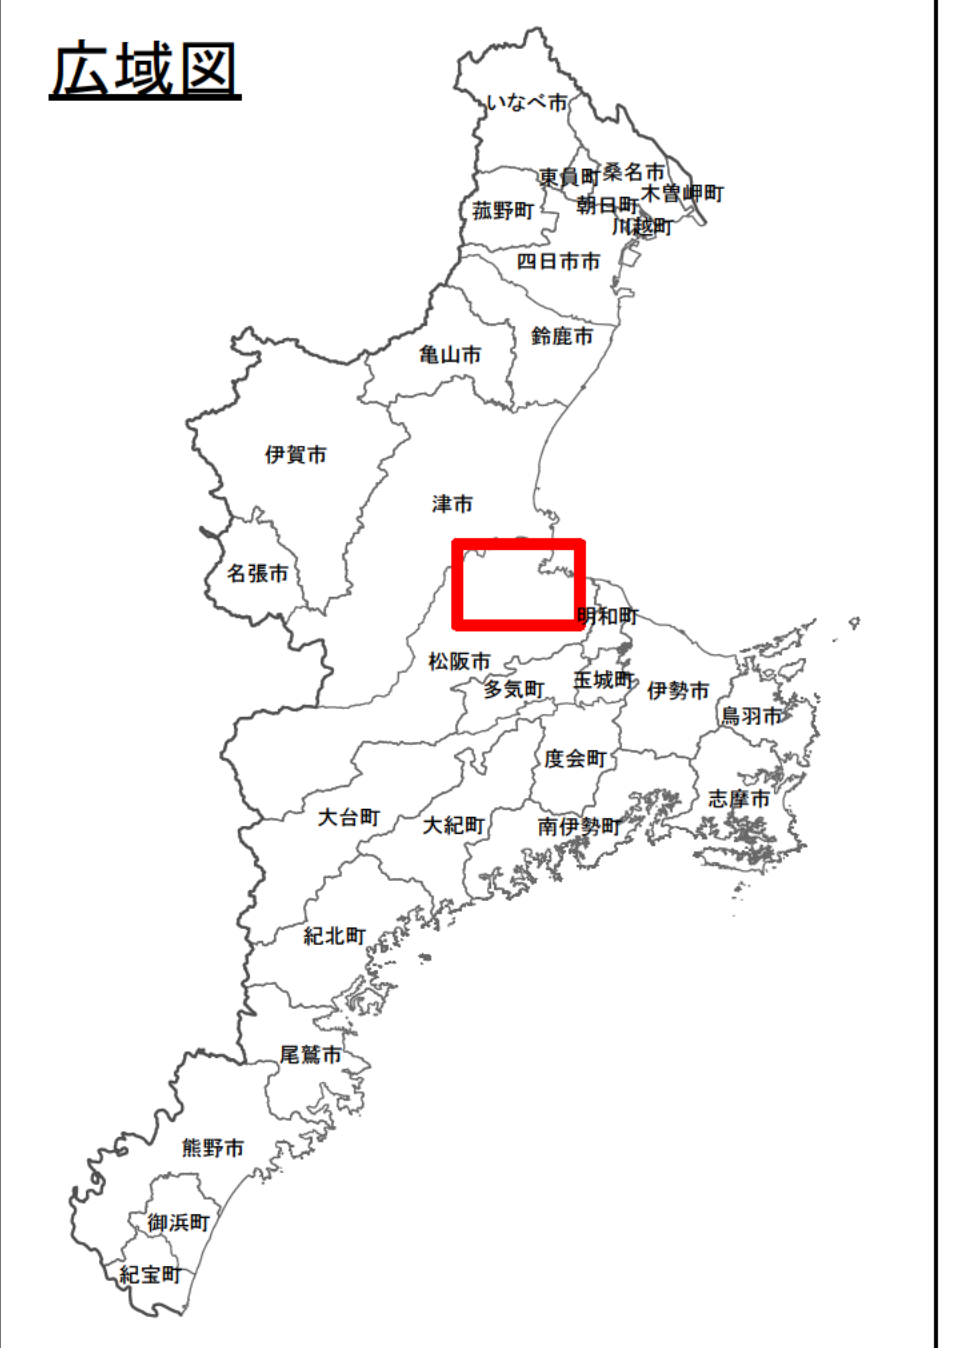 広域図
いなべ市
東員町
桑名市
木曽岬町
朝日町
菰野町
川越町
四日市市
鈴鹿市
亀山市
伊賀市
津市
名張市
明和町
松阪市
多気町
玉城町
伊勢市
鳥羽市
度会町
志摩市
大台町
大紀町
南伊勢町
紀北町
尾鷲市
熊野市
御浜町
紀宝町